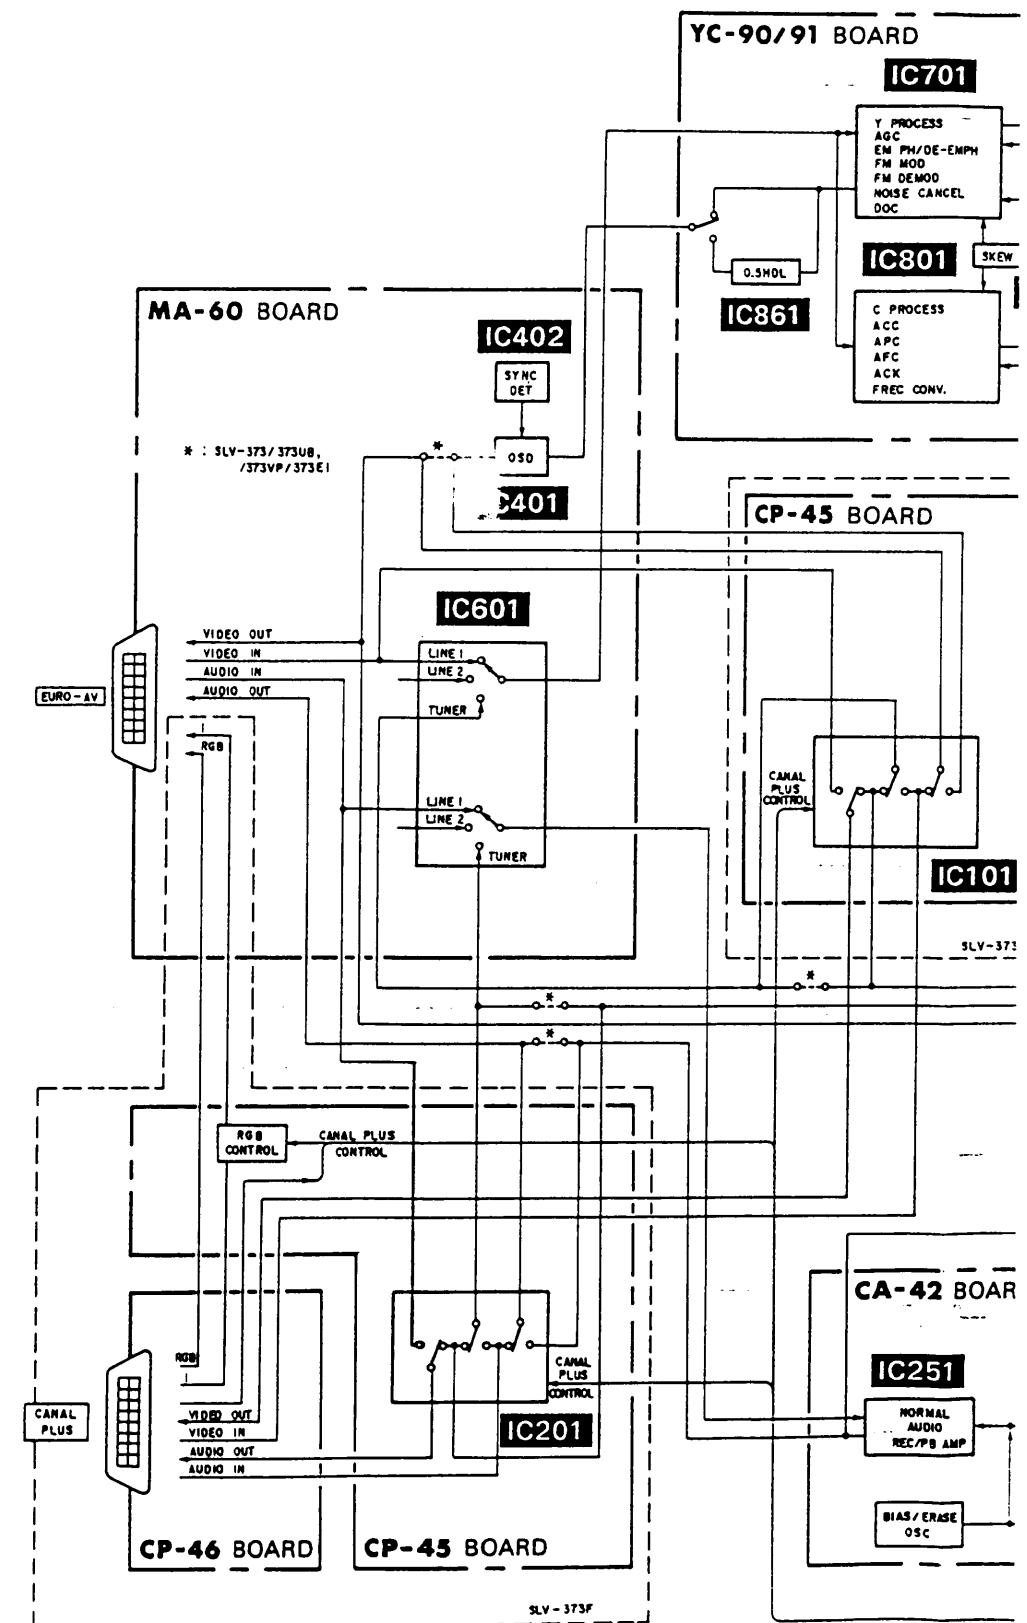 YC-90/91 BOARD
IC701
Y PROCESS
AGC
EM PH/DE-EMPH
FM MOD
FM DEMOD
NOISE CANCEL
DOC
IC801
SKEW
0.5HDL
IC861
C PROCESS
ACC
APC
AFC
ACK
FREC CONV.
MA-60 BOARD
IC402
SYNC
DET
* : SLV-373/373UB,
/373VP/373EI
*
OSD
C401
CP-45 BOARD
IC601
VIDEO OUT
VIDEO IN
AUDIO IN
AUDIO OUT
EURO-AV
RGB
LINE 1
LINE 2
TUNER
LINE 1
LINE 2
TUNER
CANAL
PLUS
CONTROL
IC101
SLV-373
*
*
*
RGB
CONTROL
CANAL PLUS
CONTROL
CA-42 BOAR
RGB
CANAL
PLUS
VIDEO OUT
VIDEO IN
AUDIO OUT
AUDIO IN
CANAL
PLUS
CONTROL
IC201
IC251
NORMAL
AUDIO
REC/PB AMP
BIAS/ERASE
OSC
CP-46 BOARD
CP-45 BOARD
SLV-373F